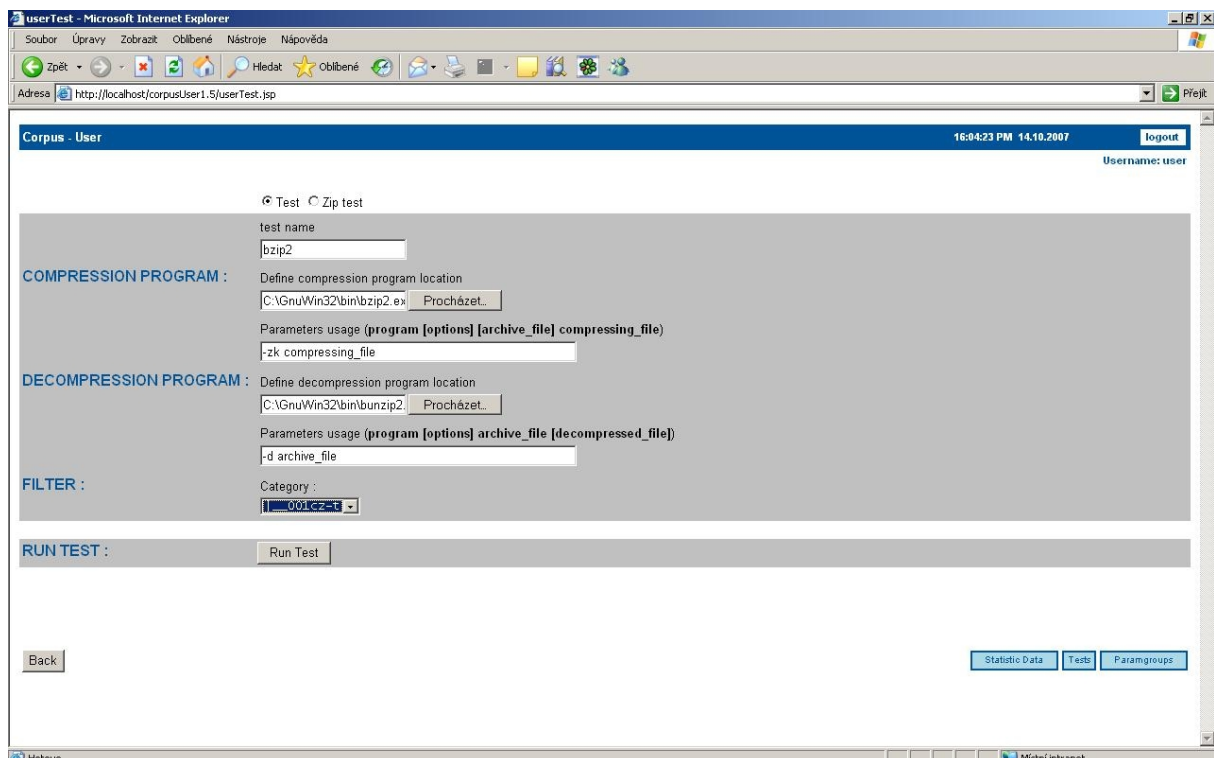 userTest - Microsoft Internet Explorer
Soubor Úpravy Zobrazit Oblíbené Nástroje Nápověda
Zpět Hledat Oblíbené
Adresa http://localhost/corpusUser1.5/userTest.jsp Přejít
Corpus - User 16:04:23 PM 14.10.2007 logout
Username: user
Test Zip test
test name
bzip2
COMPRESSION PROGRAM :
Define compression program location
C:\GnuWin32\bin\bzip2.ex Procházet...
Parameters usage (program [options] [archive_file] compressing_file)
-zk compressing_file
DECOMPRESSION PROGRAM :
Define decompression program location
C:\GnuWin32\bin\bunzip2. Procházet...
Parameters usage (program [options] archive_file [decompressed_file])
-d archive_file
FILTER :
Category :
|__001cz-t
RUN TEST : Run Test
Back Statistic Data Tests Paramgroups
Hotovo Místní intranet